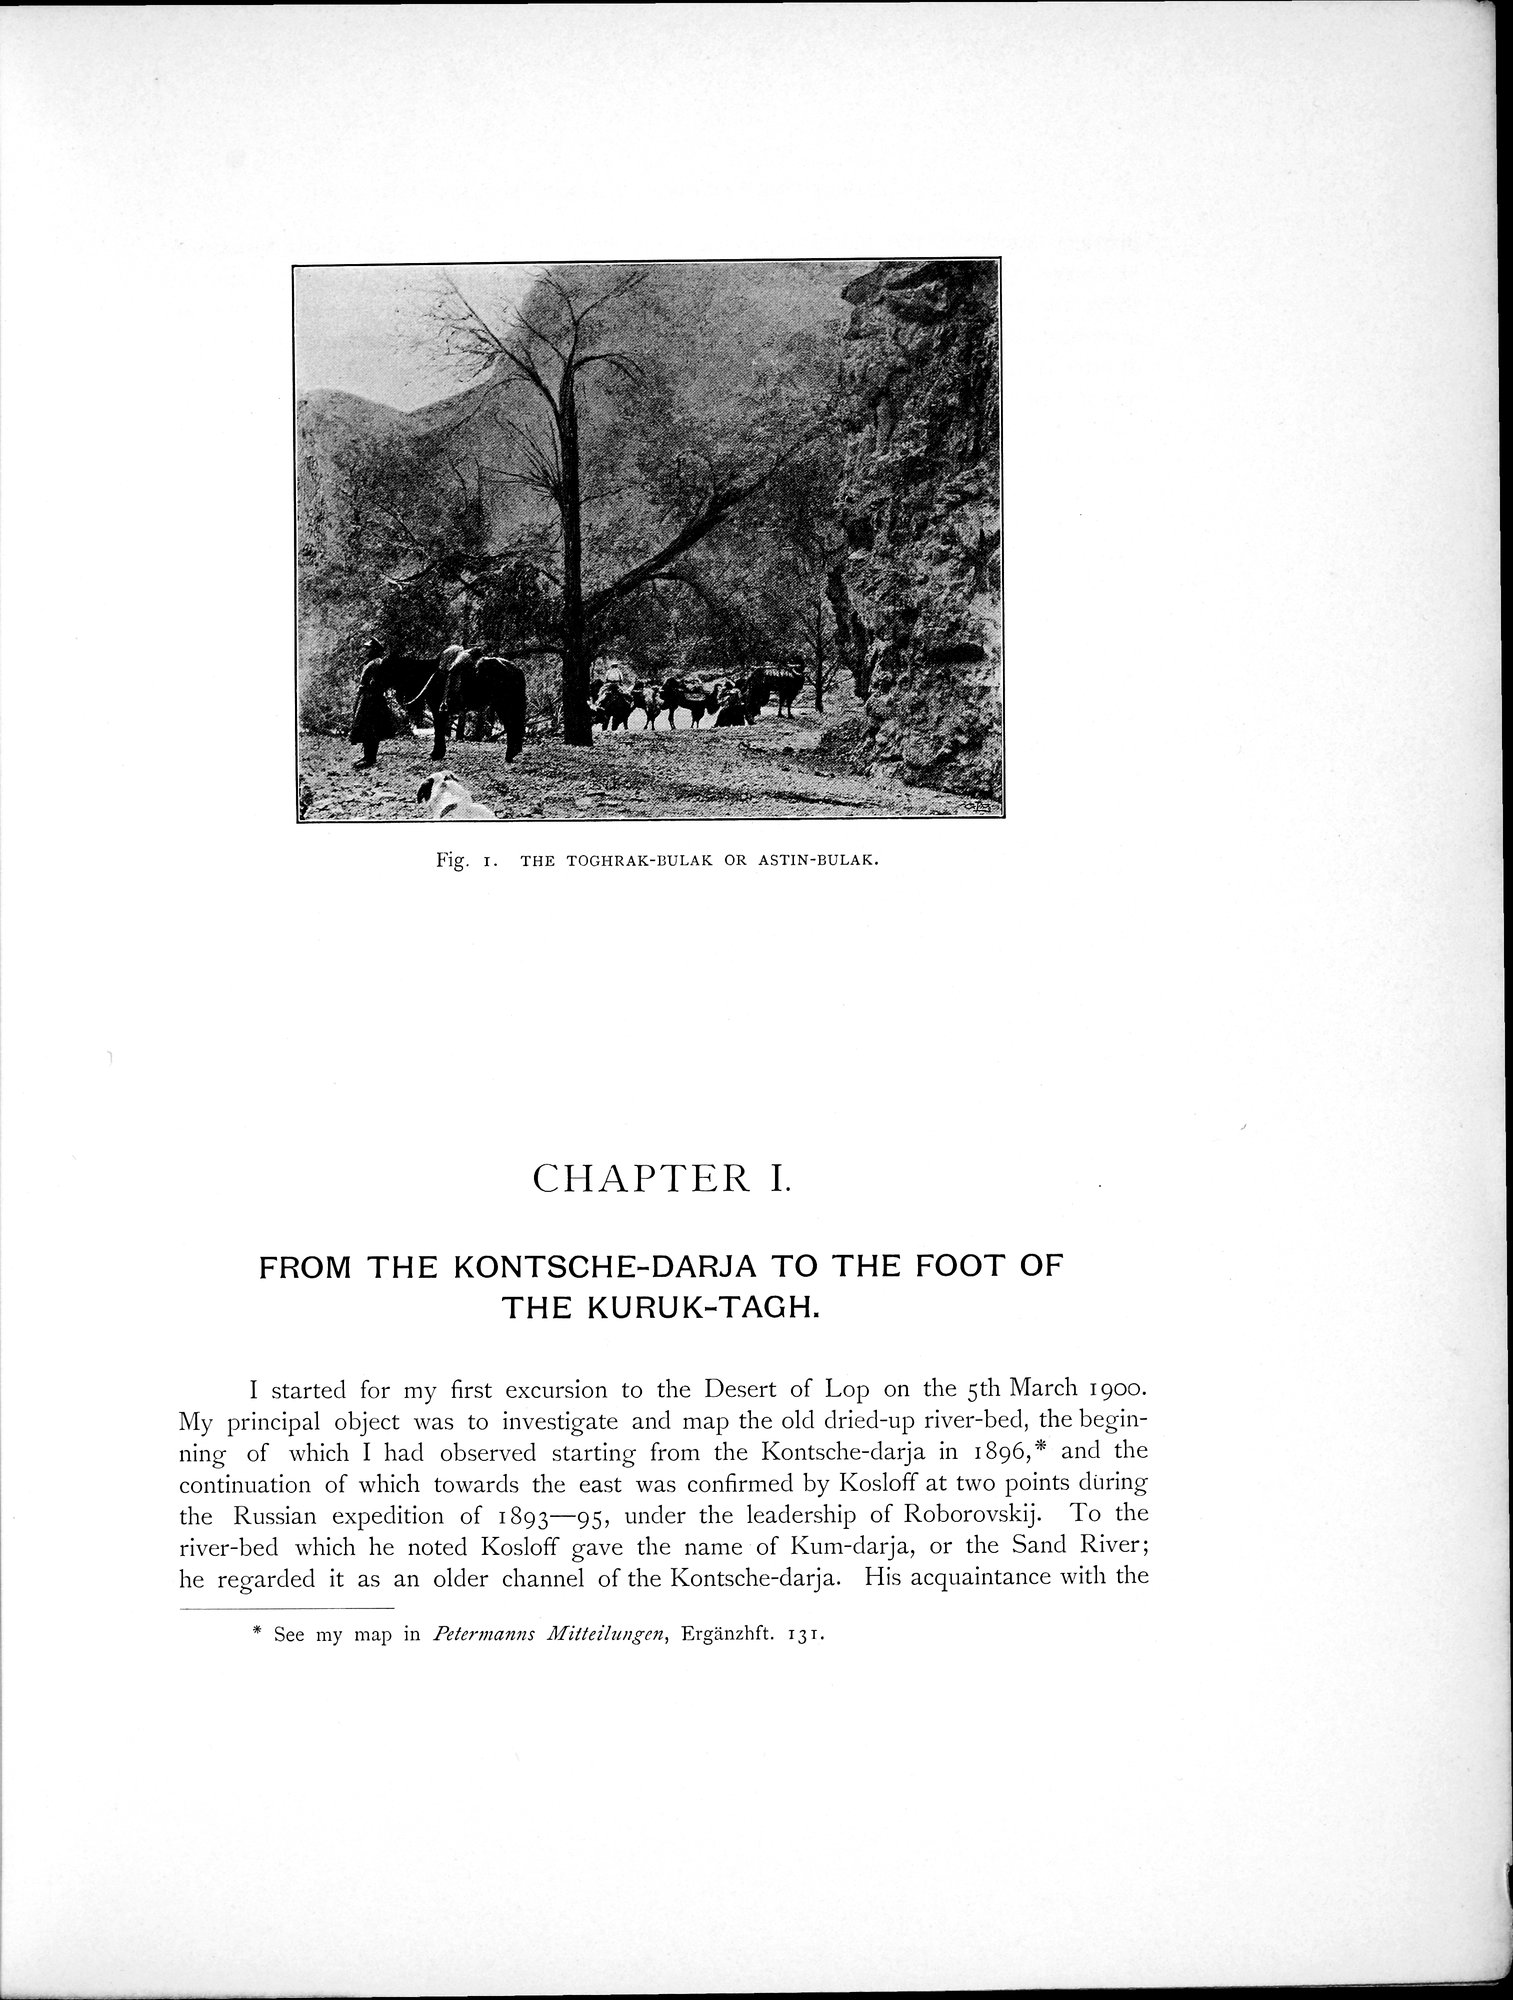 Fig. 1. THE TOGHRAK-BULAK OR ASTIN-BULAK.
CHAPTER I.
FROM THE KONTSCHE-DARJA TO THE FOOT OF
THE KURUK-TAGH.
I started for my first excursion to the Desert of Lop on the 5th March 1900.
My principal object was to investigate and map the old dried-up river-bed, the begin-
ning of which I had observed starting from the Kontsche-darja in 1896,* and the
continuation of which towards the east was confirmed by Kosloff at two points during
the Russian expedition of 1893—95, under the leadership of Roborovskij. To the
river-bed which he noted Kosloff gave the name of Kum-darja, or the Sand River;
he regarded it as an older channel of the Kontsche-darja. His acquaintance with the
* See my map in Petermanns Mitteilungen, Ergänzhft. 131.